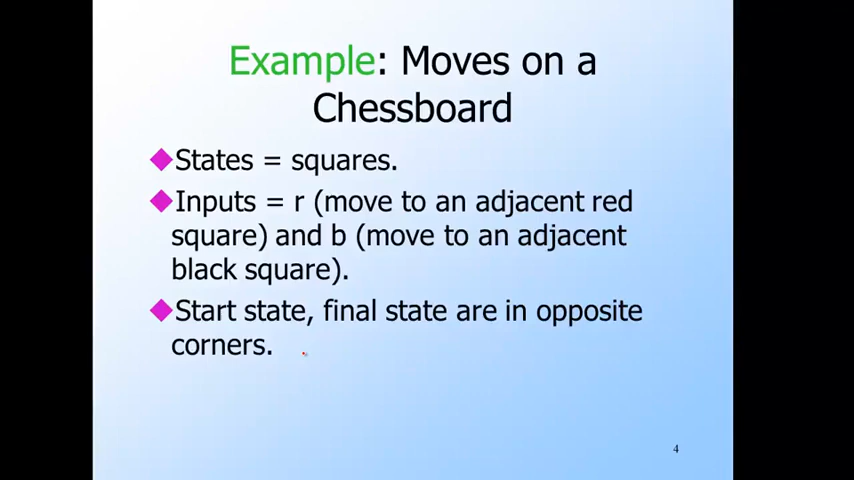 Example: Moves on a
Chessboard
States = squares.
Inputs = r (move to an adjacent red
square) and b (move to an adjacent
black square).
Start state, final state are in opposite
corners.
4